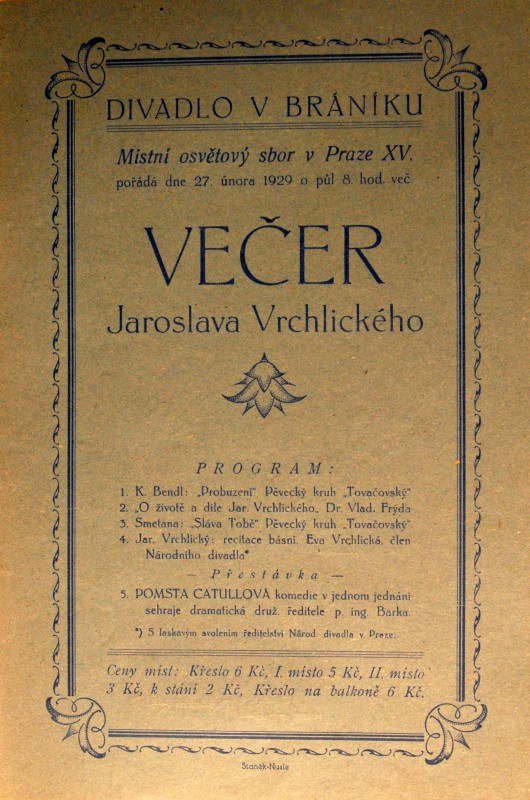 DIVADLO V BRÁNÍKU
Místní osvětový sbor v Praze XV.
pořádá dne 27. února 1929 o půl 8. hod. več.
VEČER
Jaroslava Vrchlického
PROGRAM:
1. K. Bendl: „Probuzení" Pěvecký kruh „Tovačovský"
2. „O životě a díle Jar. Vrchlického„ Dr. Vlad. Frýda
3. Smetana: „Sláva Tobě" Pěvecký kruh „Tovačovský"
4. Jar. Vrchlický: recitace básní. Eva Vrchlická, člen
Národního divadla*
— Přestávka —
5. POMSTA CATULLOVA komedie v jednom jednání
sehraje dramatická druž. ředitele p. ing. Barka.
*) S laskavým svolením ředitelství Národ. divadla v Praze.
Ceny míst: Křeslo 6 Kč, I. místo 5 Kč, II. místo
3 Kč, k stání 2 Kč, Křeslo na balkoně 6 Kč.
Staněk-Nusle